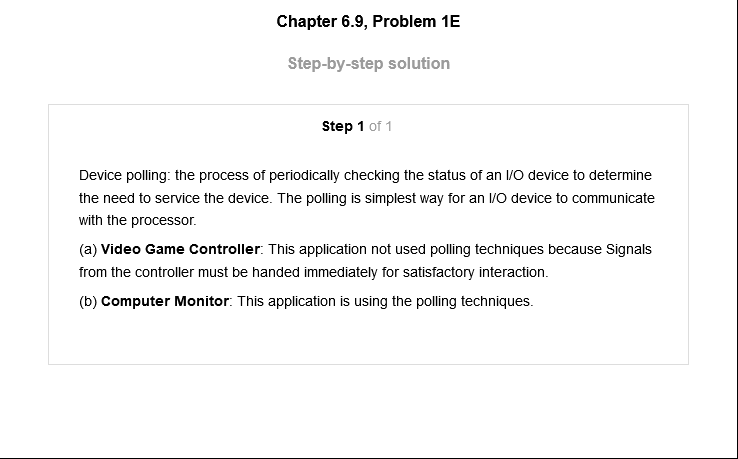 Chapter 6.9, Problem 1E
Step-by-step solution
Step 1 of 1
Device polling: the process of periodically checking the status of an I/O device to determine
the need to service the device. The polling is simplest way for an I/O device to communicate
with the processor.
(a) Video Game Controller: This application not used polling techniques because Signals
from the controller must be handed immediately for satisfactory interaction.
(b) Computer Monitor: This application is using the polling techniques.